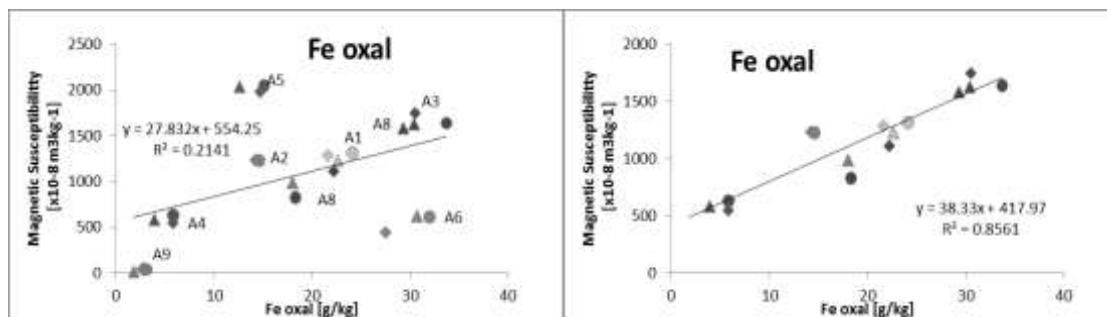 Fe oxal
2500
2000
1500
1000
500
0
Magnetic Susceptibility
[x10-8 m3kg-1]
y = 27.832x + 554.25
R² = 0.2141
A5
A3
A8
A1
A2
A8
A4
A6
A9
0 10 20 30 40
Fe oxal [g/kg]
Fe oxal
2000
1500
1000
500
0
Magnetic Susceptibility
[x10-8 m3kg-1]
y = 38.33x + 417.97
R² = 0.8561
0 10 20 30 40
Fe oxal [g/kg]